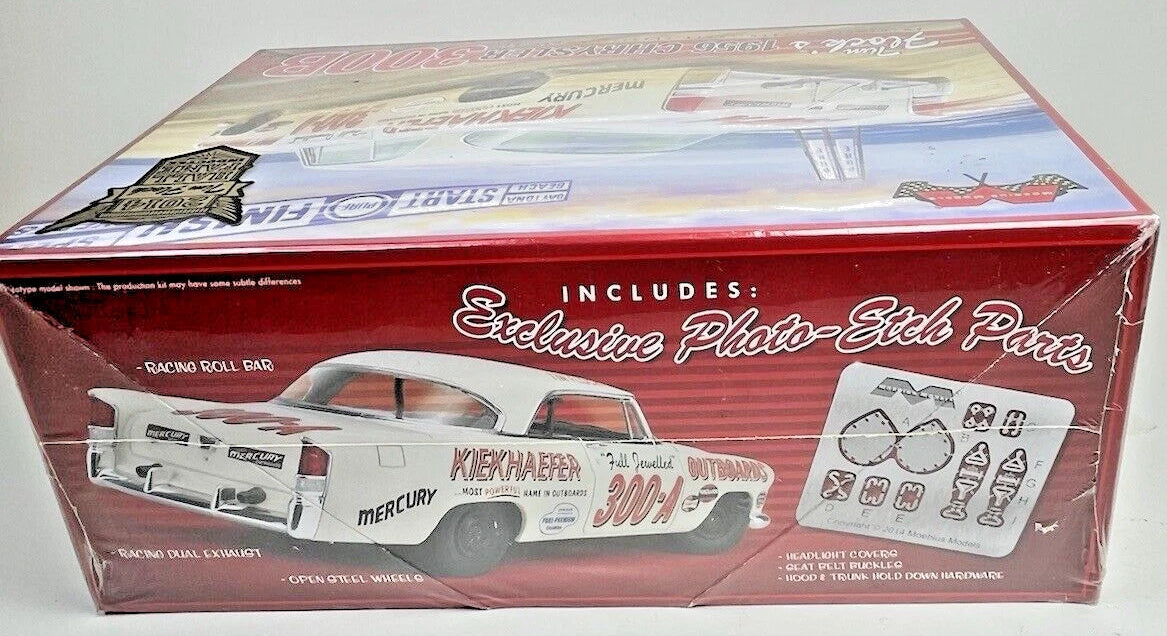 Tim
Flock's 1956 CHRYSLER 300B
MERCURY
KIEKHAEFER
DAYTONA
BEACH
START
PURE
FINISH
2014
Prototype model shown. The production kit may have some subtle differences
INCLUDES:
Exclusive Photo-Etch Parts
- RACING ROLL BAR
300-A
MERCURY
MERCURY
MERCURY
KIEKHAEFER
...MOST POWERFUL NAME IN OUTBOARDS
"Full Jewelled"
OUTBOARDS
300-A
A
B
C
D
E
E
F
G
H
I
Copyright © 2014 Moebius Models
- RACING DUAL EXHAUST
- OPEN STEEL WHEELS
- HEADLIGHT COVERS
- SEAT BELT BUCKLES
- HOOD & TRUNK HOLD DOWN HARDWARE